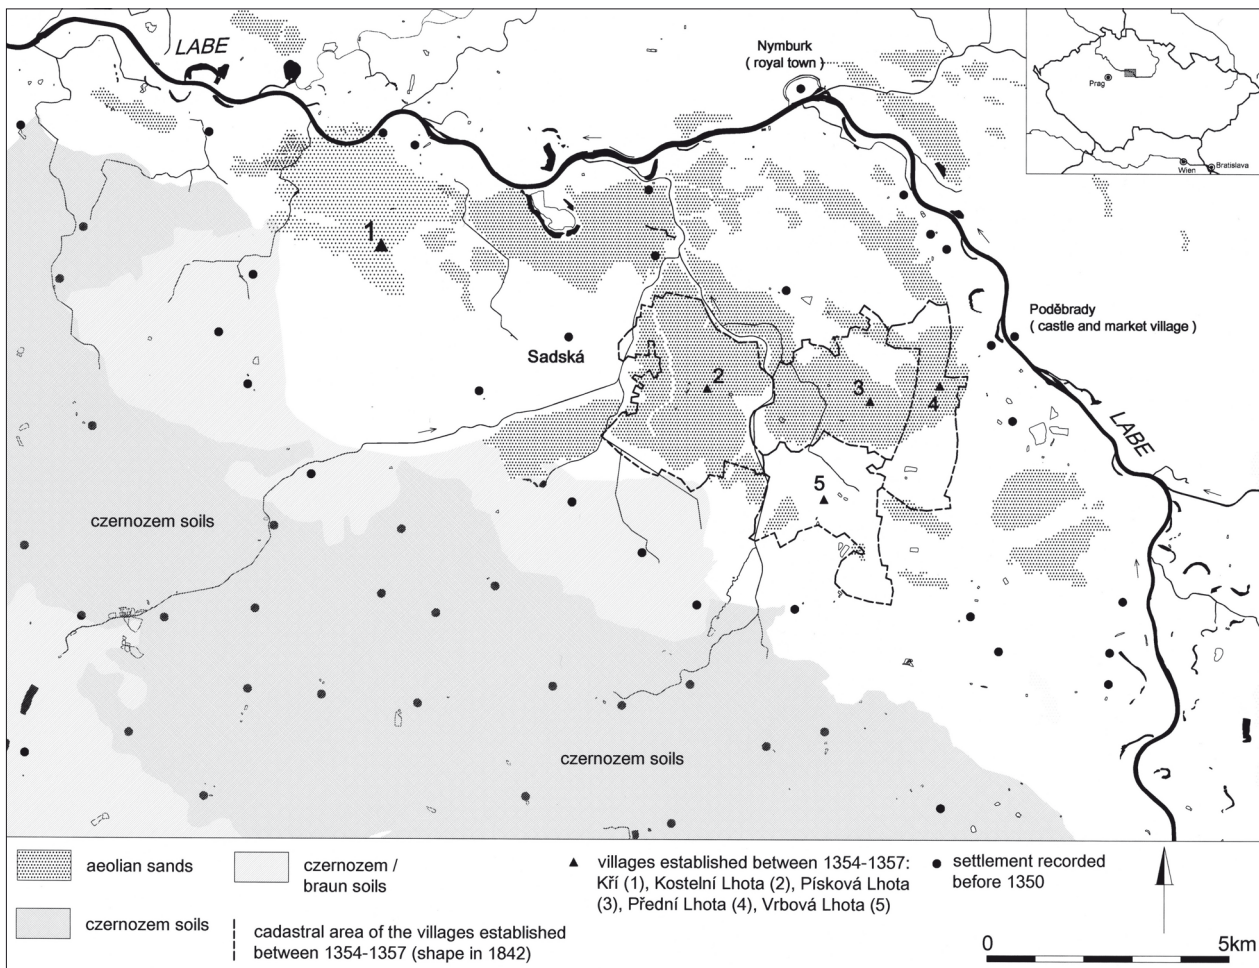 LABE
Nymburk
( royal town )
Prag
Wien
Bratislava
1
Sadská
Poděbrady
( castle and market village )
2
3
4
LABE
5
czernozem soils
czernozem soils
aeolian sands
czernozem /
braun soils
czernozem soils
cadastral area of the villages established
between 1354-1357 (shape in 1842)
villages established between 1354-1357:
Kří (1), Kostelní Lhota (2), Písková Lhota
(3), Přední Lhota (4), Vrbová Lhota (5)
settlement recorded
before 1350
0 5km